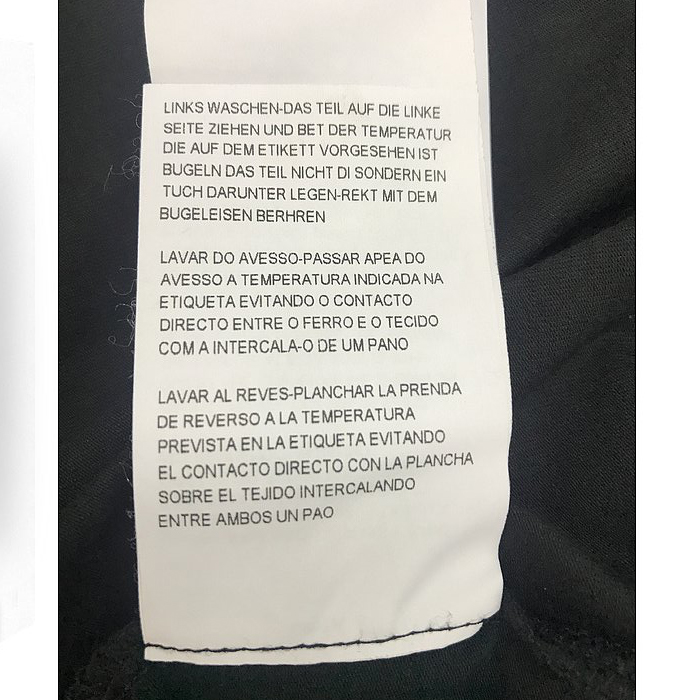 LINKS WASCHEN-DAS TEIL AUF DIE LINKE
SEITE ZIEHEN UND BET DER TEMPERATUR
DIE AUF DEM ETIKETT VORGESEHEN IST
BUGELN DAS TEIL NICHT DI SONDERN EIN
TUCH DARUNTER LEGEN-REKT MIT DEM
BUGELEISEN BERHREN
LAVAR DO AVESSO-PASSAR APEA DO
AVESSO A TEMPERATURA INDICADA NA
ETIQUETA EVITANDO O CONTACTO
DIRECTO ENTRE O FERRO E O TECIDO
COM A INTERCALA-O DE UM PANO
LAVAR AL REVES-PLANCHAR LA PRENDA
DE REVERSO A LA TEMPERATURA
PREVISTA EN LA ETIQUETA EVITANDO
EL CONTACTO DIRECTO CON LA PLANCHA
SOBRE EL TEJIDO INTERCALANDO
ENTRE AMBOS UN PAO